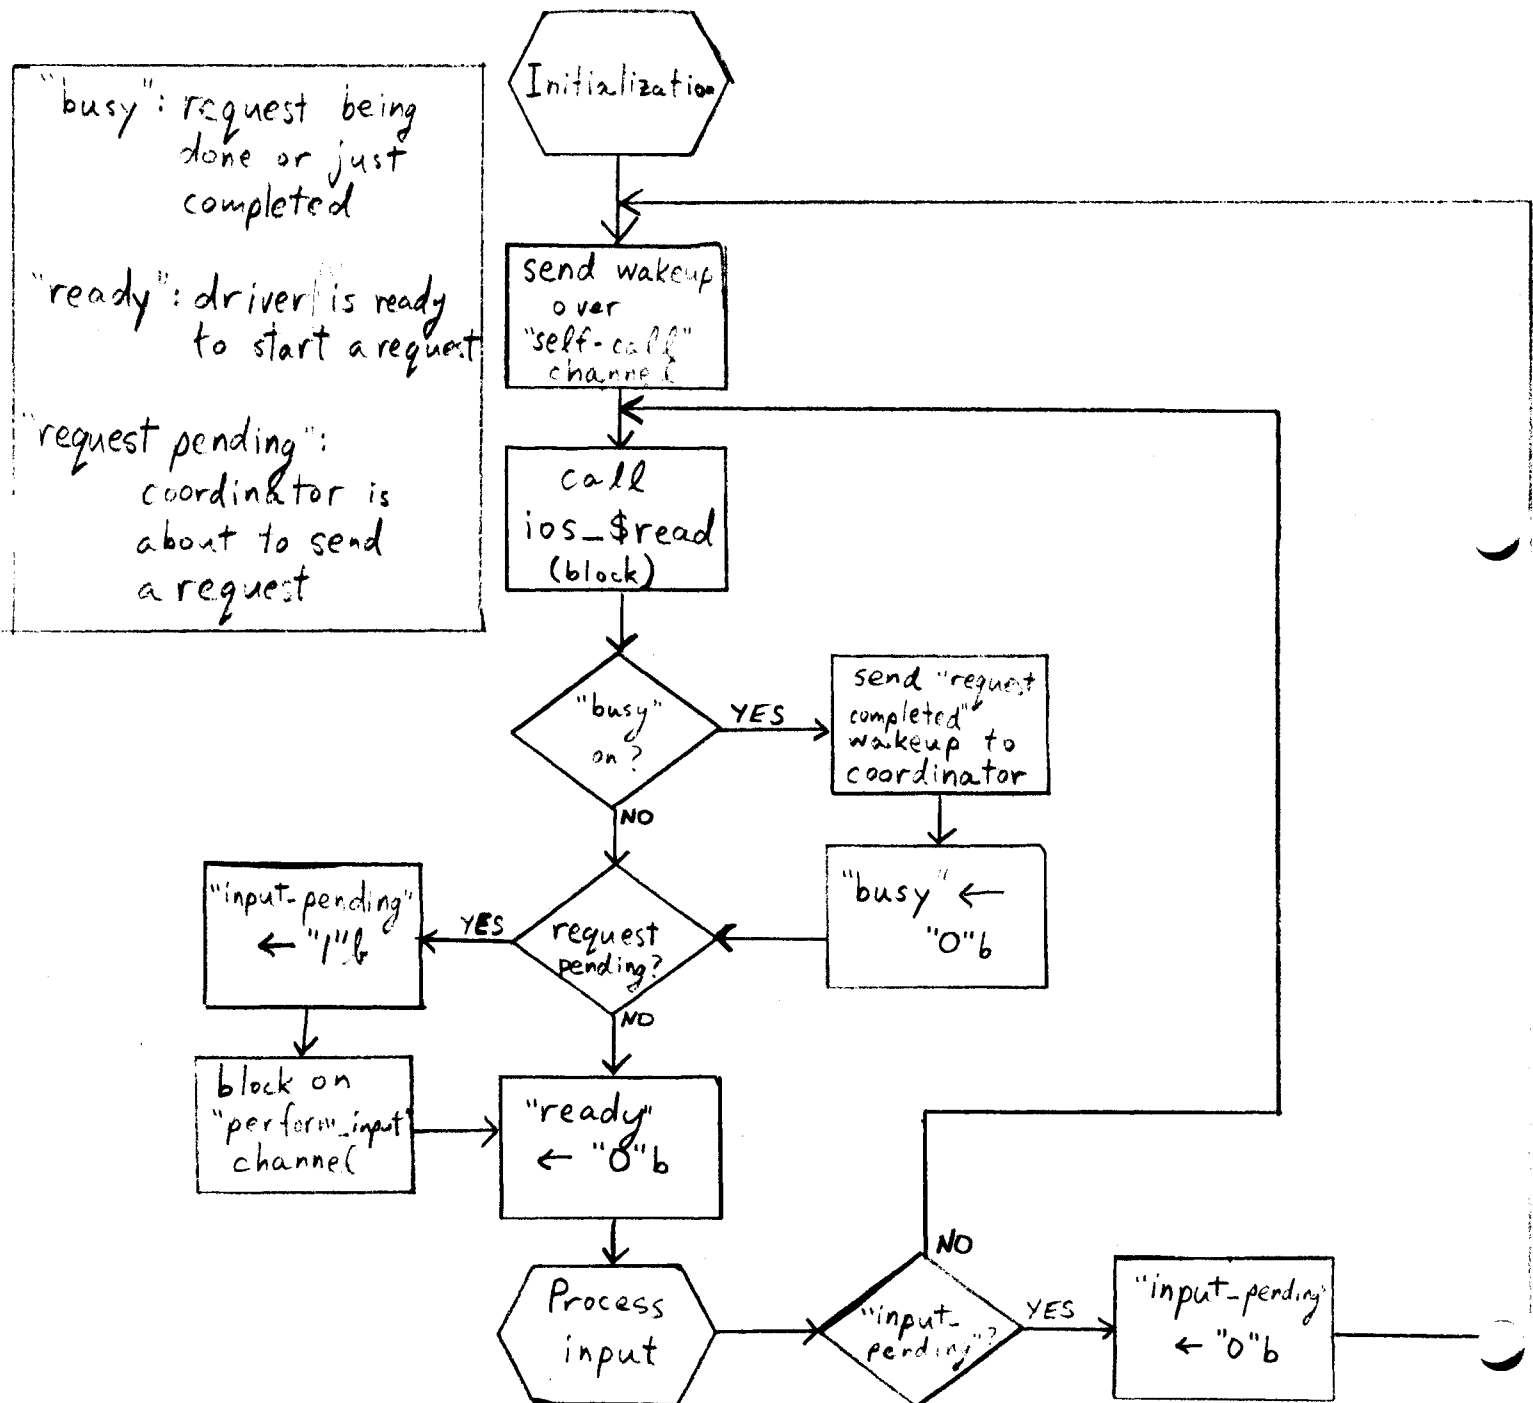 Initialization
"busy": request being
done or just
completed
"ready": driver is ready
to start a request
"request pending":
coordinator is
about to send
a request
send wakeup
over
"self-call"
channel
call
ios_$read
(block)
"busy"
on?
YES
NO
send "request
completed"
wakeup to
coordinator
"busy" ←
"0"b
request
pending?
YES
NO
"input-pending"
← "1"b
block on
"perform_input"
channel
"ready"
← "0"b
Process
input
"input-
pending"?
NO
YES
"input-pending"
← "0"b